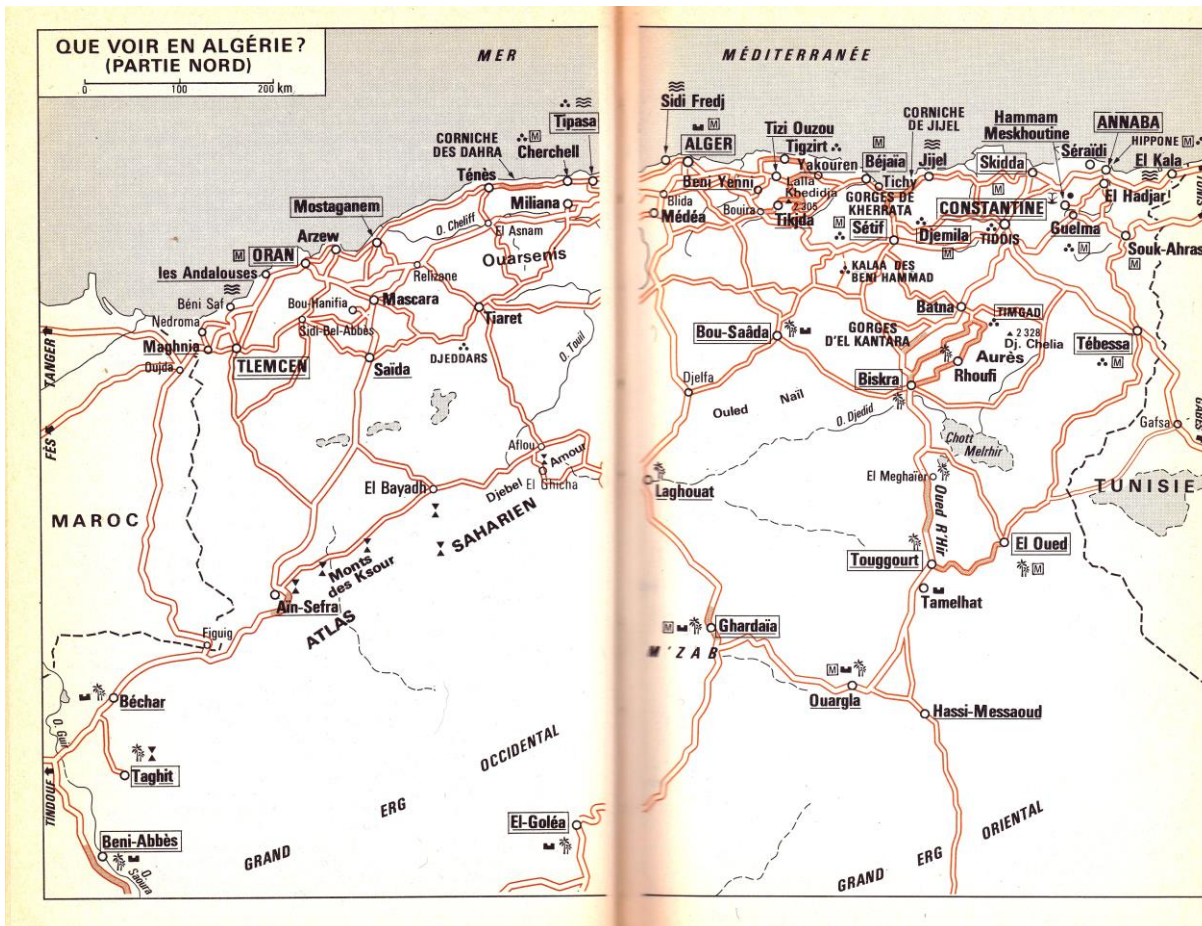 QUE VOIR EN ALGÉRIE?
(PARTIE NORD)
0 100 200 km
MER
MÉDITERRANÉE
Sidi Fredj
Tipasa
CORNICHE
DES DAHRA
M
Cherchell
Ténès
Miliana
Mostaganem
O. Cheliff
El Asnam
Ouarsenis
Arzew
M
ORAN
les Andalouses
Relizane
Béni Saf
Bou-Hanifia
Mascara
Nedroma
Sidi-Bel-Abbès
Tiaret
Maghnia
TLEMCEN
Oujda
Saïda
DJEDDARS
O. Touil
TANGER
FÈS
Aflou
Amour
Djebel
El Ghicha
El Bayadh
MAROC
SAHARIEN
Monts
des Ksour
Aïn-Sefra
ATLAS
Figuig
Béchar
O. Guir
Taghit
TINDOUF
OCCIDENTAL
ERG
GRAND
Beni-Abbès
O.
Saoura
El-Goléa
M
ALGER
Tizi Ouzou
Tigzirt
Yakouren
M
Béjaïa
CORNICHE
DE JIJEL
Jijel
Tichy
Hammam
Meskhoutine
Skidda
M
Séraïdi
ANNABA
HIPPONE M
El Kala
El Hadjar
Beni Yenni
Lalla
Khedidja
2 305
Blida
Bouira
Tikjda
Médéa
GORGES DE
KHERRATA
CONSTANTINE
M
Sétif
Djemila
M
TIDDIS
Guelma
M
Souk-Ahras
M
KALAA DES
BENI HAMMAD
Batna
TIMGAD
M
2 328
Dj. Chelia
Aurès
Rhoufi
GORGES
D'EL KANTARA
Bou-Saâda
Tébessa
M
Biskra
Djelfa
Ouled Naïl
O. Djedid
Chott
Melrhir
Gafsa
GABÈS
El Meghaïer
Oued R'Hir
TUNISIE
Laghouat
El Oued
M
Touggourt
Tamelhat
M
Ghardaïa
M'ZAB
M
Ouargla
Hassi-Messaoud
ORIENTAL
ERG
GRAND